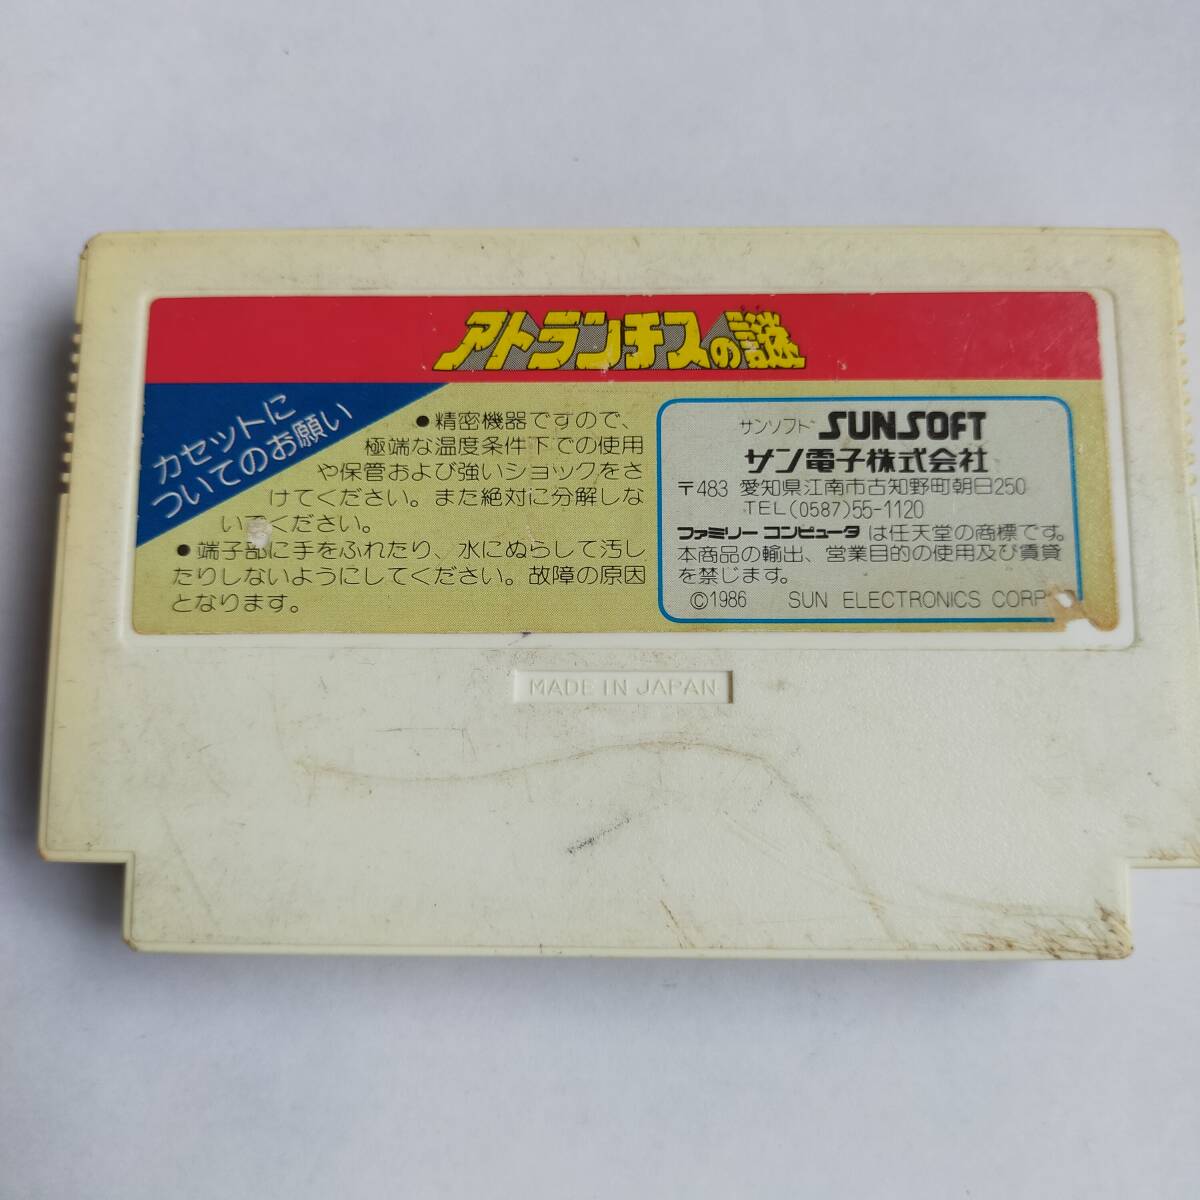 アトランチスの謎
カセットに
ついてのお願い
●精密機器ですので、
極端な温度条件下での使用
や保管および強いショックをさ
けてください。また絶対に分解しな
いでください。
●端子部に手をふれたり、水にぬらして汚し
たりしないようにしてください。故障の原因
となります。
サンソフト SUNSOFT
サン電子株式会社
〒483 愛知県江南市古知野町朝日250
TEL(0587)55-1120
ファミリーコンピュータは任天堂の商標です。
本商品の輸出、営業目的の使用及び賃貸
を禁じます。
©1986 SUN ELECTRONICS CORP
MADE IN JAPAN